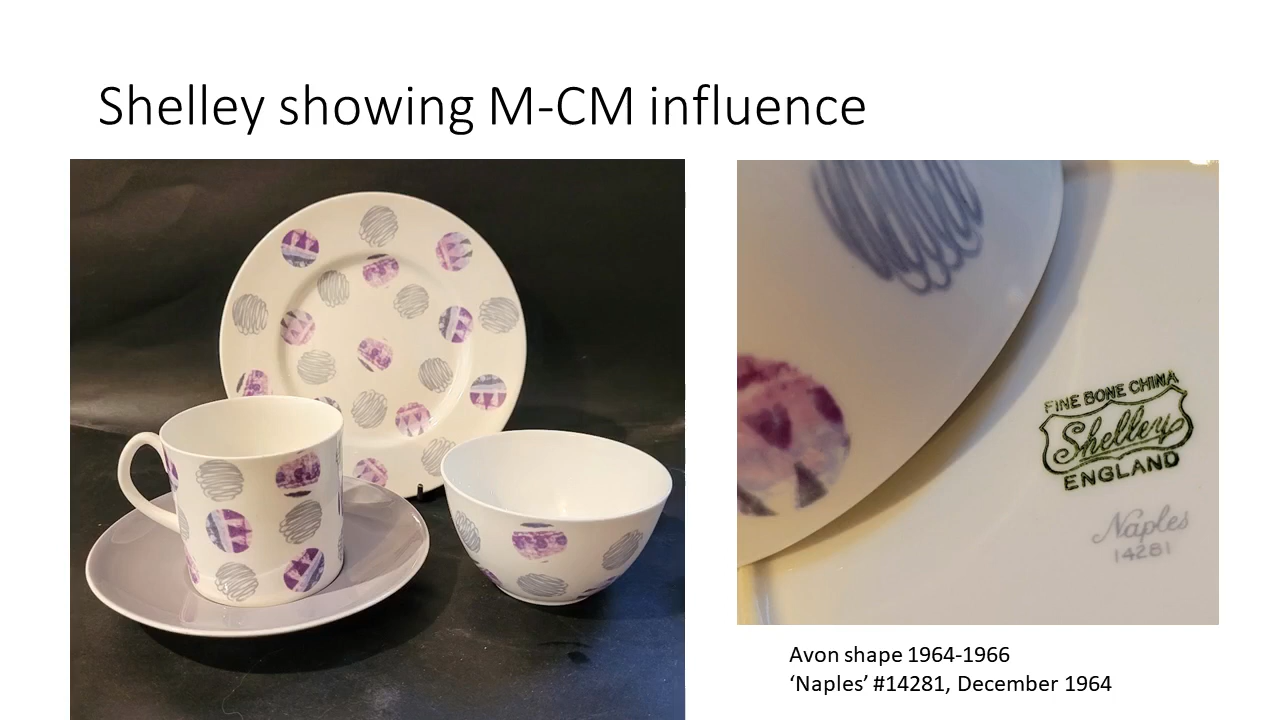 Shelley showing M-CM influence
FINE BONE CHINA
Shelley
ENGLAND
Naples
14281
Avon shape 1964-1966
‘Naples’ #14281, December 1964